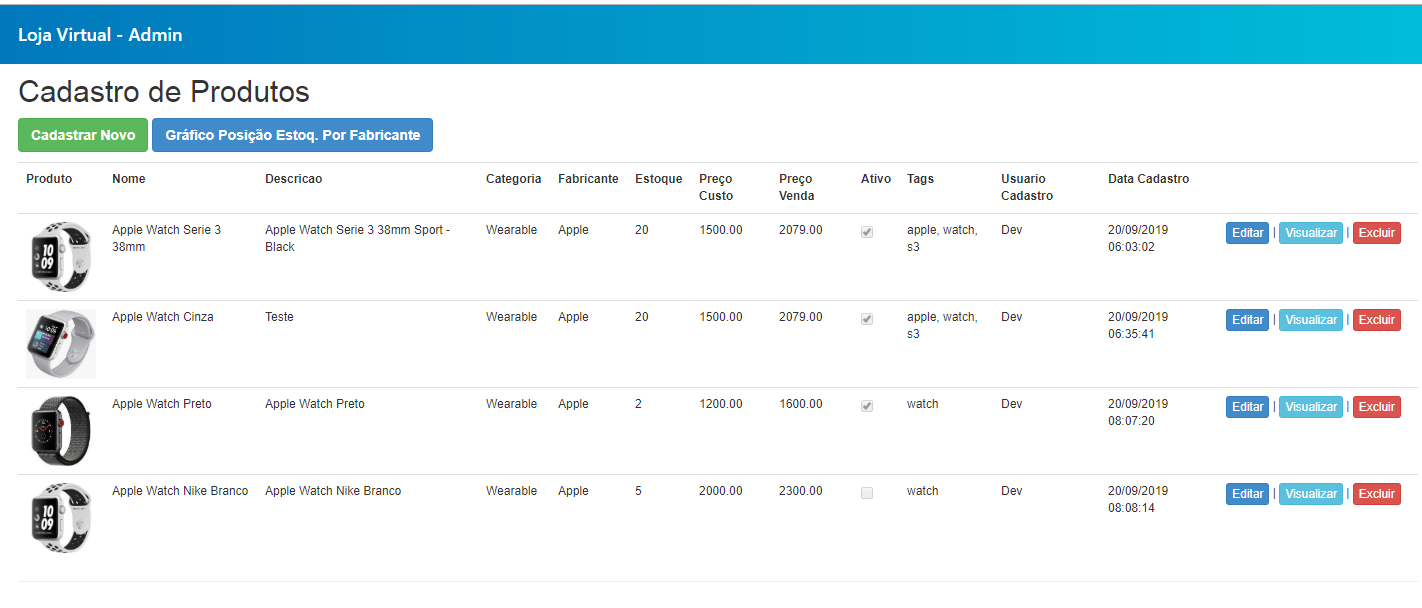 Loja Virtual - Admin
Cadastro de Produtos
Cadastrar Novo
Gráfico Posição Estoq. Por Fabricante
Produto Nome Descricao Categoria Fabricante Estoque Preço Custo Preço Venda Ativo Tags Usuario Cadastro Data Cadastro
10
09
Apple Watch Serie 3
38mm
Apple Watch Serie 3 38mm Sport -
Black
Wearable
Apple
20
1500.00
2079.00
apple, watch,
s3
Dev
20/09/2019
06:03:02
Editar | Visualizar | Excluir
Apple Watch Cinza
Teste
Wearable
Apple
20
1500.00
2079.00
apple, watch,
s3
Dev
20/09/2019
06:35:41
Editar | Visualizar | Excluir
Apple Watch Preto
Apple Watch Preto
Wearable
Apple
2
1200.00
1600.00
watch
Dev
20/09/2019
08:07:20
Editar | Visualizar | Excluir
10
09
Apple Watch Nike Branco
Apple Watch Nike Branco
Wearable
Apple
5
2000.00
2300.00
watch
Dev
20/09/2019
08:08:14
Editar | Visualizar | Excluir